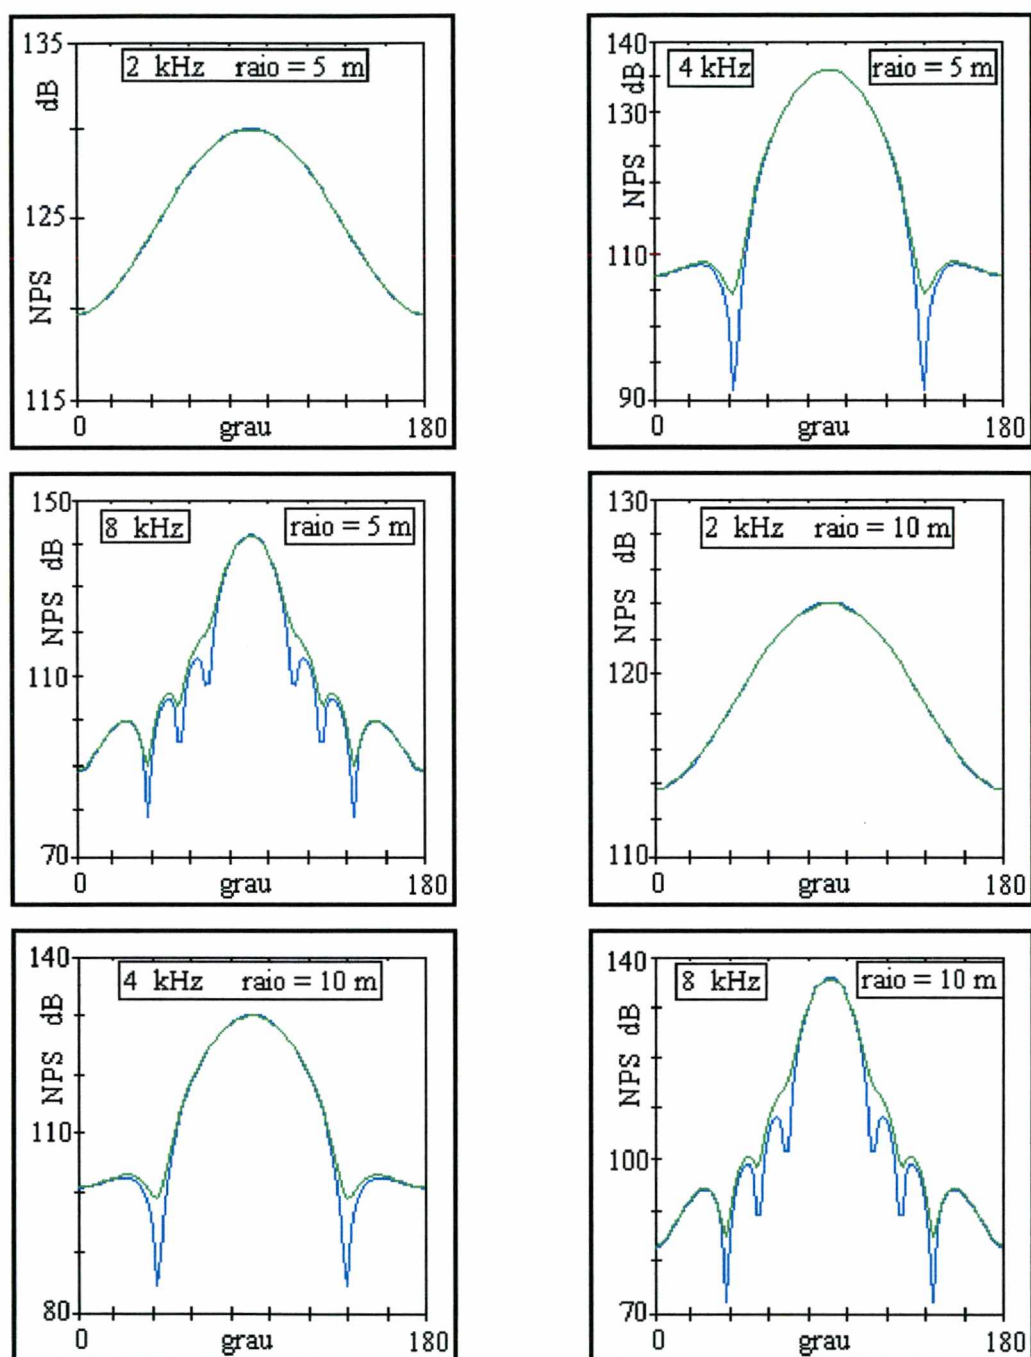 135
2 kHz raio = 5 m
NPS dB
125
115
0 grau 180
140
4 kHz raio = 5 m
NPS dB
130
110
90
0 grau 180
150
8 kHz raio = 5 m
NPS dB
110
70
0 grau 180
130
2 kHz raio = 10 m
NPS dB
120
110
0 grau 180
140
4 kHz raio = 10 m
NPS dB
110
80
0 grau 180
140
8 kHz raio = 10 m
NPS dB
100
70
0 grau 180